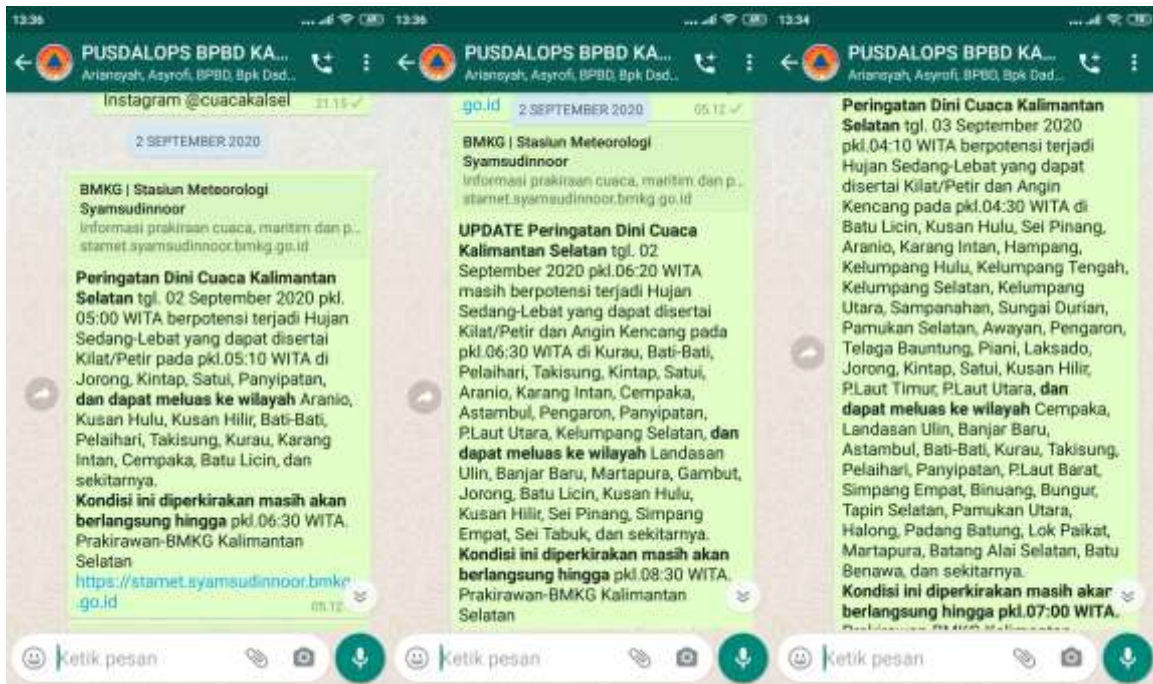 13:36
PUSDALOPS BPBD KA...
Ariansyah, Asyrofi, BPBD, Bpk Dad...
Instagram @cuacakalsel
21.15
2 SEPTEMBER 2020
BMKG | Stasiun Meteorologi
Syamsudinnoor
Informasi prakiraan cuaca, maritim dan p...
stamet.syamsudinnoor.bmkg.go.id
Peringatan Dini Cuaca Kalimantan
Selatan tgl. 02 September 2020 pkl.
05:00 WITA berpotensi terjadi Hujan
Sedang-Lebat yang dapat disertai
Kilat/Petir pada pkl.05:10 WITA di
Jorong, Kintap, Satui, Panyipatan,
dan dapat meluas ke wilayah Aranio,
Kusan Hulu, Kusan Hilir, Bati-Bati,
Pelaihari, Takisung, Kurau, Karang
Intan, Cempaka, Batu Licin, dan
sekitarnya.
Kondisi ini diperkirakan masih akan
berlangsung hingga pkl.06:30 WITA.
Prakirawan-BMKG Kalimantan
Selatan
https://stamet.syamsudinnoor.bmkg
.go.id
05.12
Ketik pesan
13:36
PUSDALOPS BPBD KA...
Ariansyah, Asyrofi, BPBD, Bpk Dad...
.go.id
2 SEPTEMBER 2020
05.12
BMKG | Stasiun Meteorologi
Syamsudinnoor
Informasi prakiraan cuaca, maritim dan p...
stamet.syamsudinnoor.bmkg.go.id
UPDATE Peringatan Dini Cuaca
Kalimantan Selatan tgl. 02
September 2020 pkl.06:20 WITA
masih berpotensi terjadi Hujan
Sedang-Lebat yang dapat disertai
Kilat/Petir dan Angin Kencang pada
pkl.06:30 WITA di Kurau, Bati-Bati,
Pelaihari, Takisung, Kintap, Satui,
Aranio, Karang Intan, Cempaka,
Astambul, Pengaron, Panyipatan,
P.Laut Utara, Kelumpang Selatan, dan
dapat meluas ke wilayah Landasan
Ulin, Banjar Baru, Martapura, Gambut,
Jorong, Batu Licin, Kusan Hulu,
Kusan Hilir, Sei Pinang, Simpang
Empat, Sei Tabuk, dan sekitarnya.
Kondisi ini diperkirakan masih akan
berlangsung hingga pkl.08:30 WITA.
Prakirawan-BMKG Kalimantan
Selatan
Ketik pesan
13:34
PUSDALOPS BPBD KA...
Ariansyah, Asyrofi, BPBD, Bpk Dad...
Peringatan Dini Cuaca Kalimantan
Selatan tgl. 03 September 2020
pkl.04:10 WITA berpotensi terjadi
Hujan Sedang-Lebat yang dapat
disertai Kilat/Petir dan Angin
Kencang pada pkl.04:30 WITA di
Batu Licin, Kusan Hulu, Sei Pinang,
Aranio, Karang Intan, Hampang,
Kelumpang Hulu, Kelumpang Tengah,
Kelumpang Selatan, Kelumpang
Utara, Sampanahan, Sungai Durian,
Pamukan Selatan, Awayan, Pengaron,
Telaga Bauntung, Piani, Laksado,
Jorong, Kintap, Satui, Kusan Hilir,
P.Laut Timur, P.Laut Utara, dan
dapat meluas ke wilayah Cempaka,
Landasan Ulin, Banjar Baru,
Astambul, Bati-Bati, Kurau, Takisung,
Pelaihari, Panyipatan, P.Laut Barat,
Simpang Empat, Binuang, Bungur,
Tapin Selatan, Pamukan Utara,
Halong, Padang Batung, Lok Paikat,
Martapura, Batang Alai Selatan, Batu
Benawa, dan sekitarnya.
Kondisi ini diperkirakan masih akan
berlangsung hingga pkl.07:00 WITA.
Ketik pesan